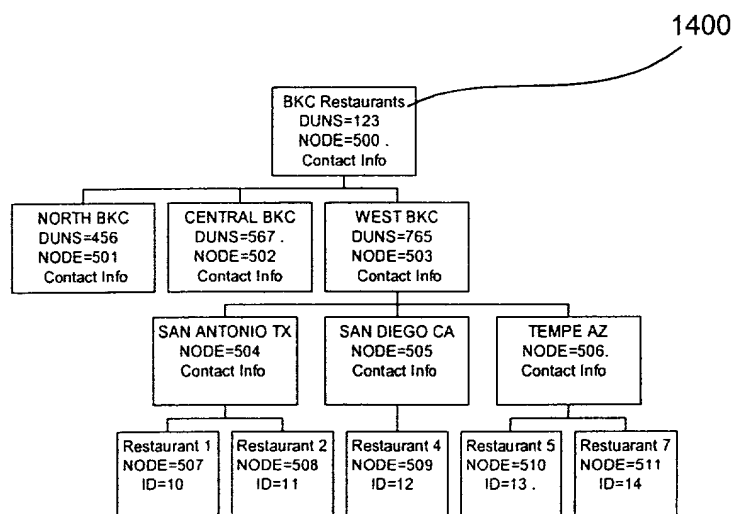 1400
BKC Restaurants
DUNS=123
NODE=500 .
Contact Info
NORTH BKC
DUNS=456
NODE=501
Contact Info
CENTRAL BKC
DUNS=567 .
NODE=502
Contact Info
WEST BKC
DUNS=765
NODE=503
Contact Info
SAN ANTONIO TX
NODE=504
Contact Info
SAN DIEGO CA
NODE=505
Contact Info
TEMPE AZ
NODE=506.
Contact Info
Restaurant 1
NODE=507
ID=10
Restaurant 2
NODE=508
ID=11
Restaurant 4
NODE=509
ID=12
Restaurant 5
NODE=510
ID=13 .
Restuarant 7
NODE=511
ID=14